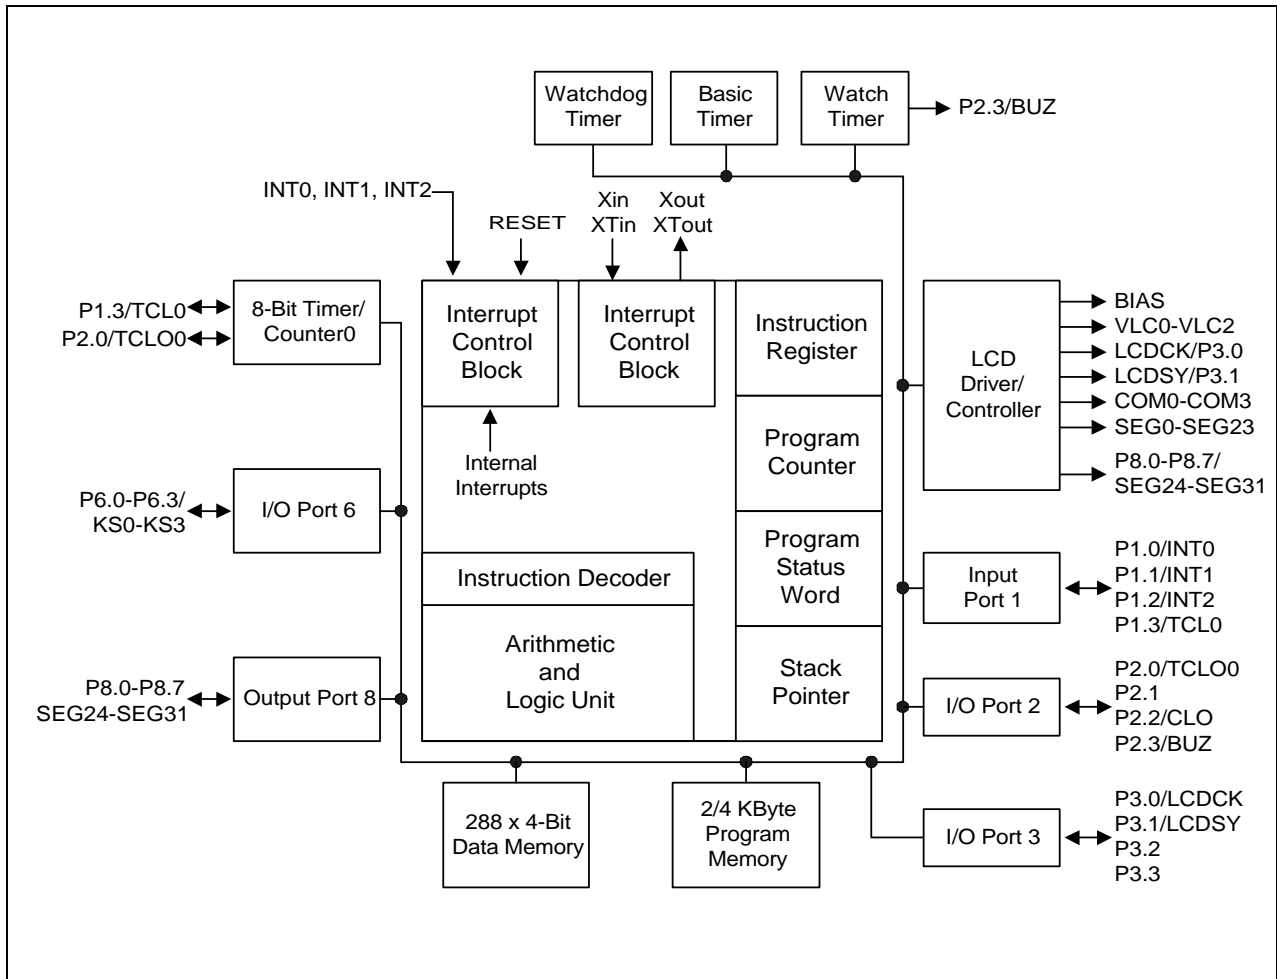 Watchdog
Timer
Basic
Timer
Watch
Timer
P2.3/BUZ
INT0, INT1, INT2
RESET
Xin
XTin
Xout
XTout
P1.3/TCL0
P2.0/TCLO0
8-Bit Timer/
Counter0
Interrupt
Control
Block
Interrupt
Control
Block
Instruction
Register
LCD
Driver/
Controller
BIAS
VLC0-VLC2
LCDCK/P3.0
LCDSY/P3.1
COM0-COM3
SEG0-SEG23
P8.0-P8.7/
SEG24-SEG31
Internal
Interrupts
Program
Counter
P6.0-P6.3/
KS0-KS3
I/O Port 6
Program
Status
Word
Instruction Decoder
Input
Port 1
P1.0/INT0
P1.1/INT1
P1.2/INT2
P1.3/TCL0
Arithmetic
and
Logic Unit
Stack
Pointer
P8.0-P8.7
SEG24-SEG31
Output Port 8
I/O Port 2
P2.0/TCLO0
P2.1
P2.2/CLO
P2.3/BUZ
288 x 4-Bit
Data Memory
2/4 KByte
Program
Memory
I/O Port 3
P3.0/LCDCK
P3.1/LCDSY
P3.2
P3.3